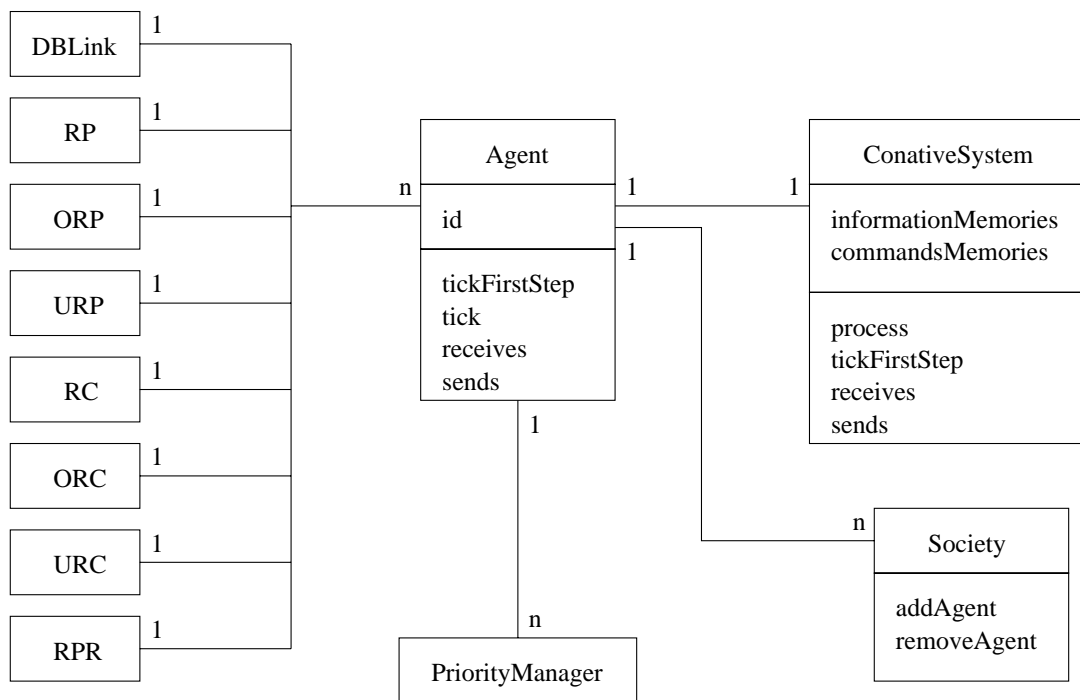 DBLink
1
RP
1
ORP
1
URP
1
RC
1
ORC
1
URC
1
RPR
1
n
Agent
id
tickFirstStep
tick
receives
sends
1
1
1
1
ConativeSystem
informationMemories
commandsMemories
process
tickFirstStep
receives
sends
n
Society
addAgent
removeAgent
n
PriorityManager